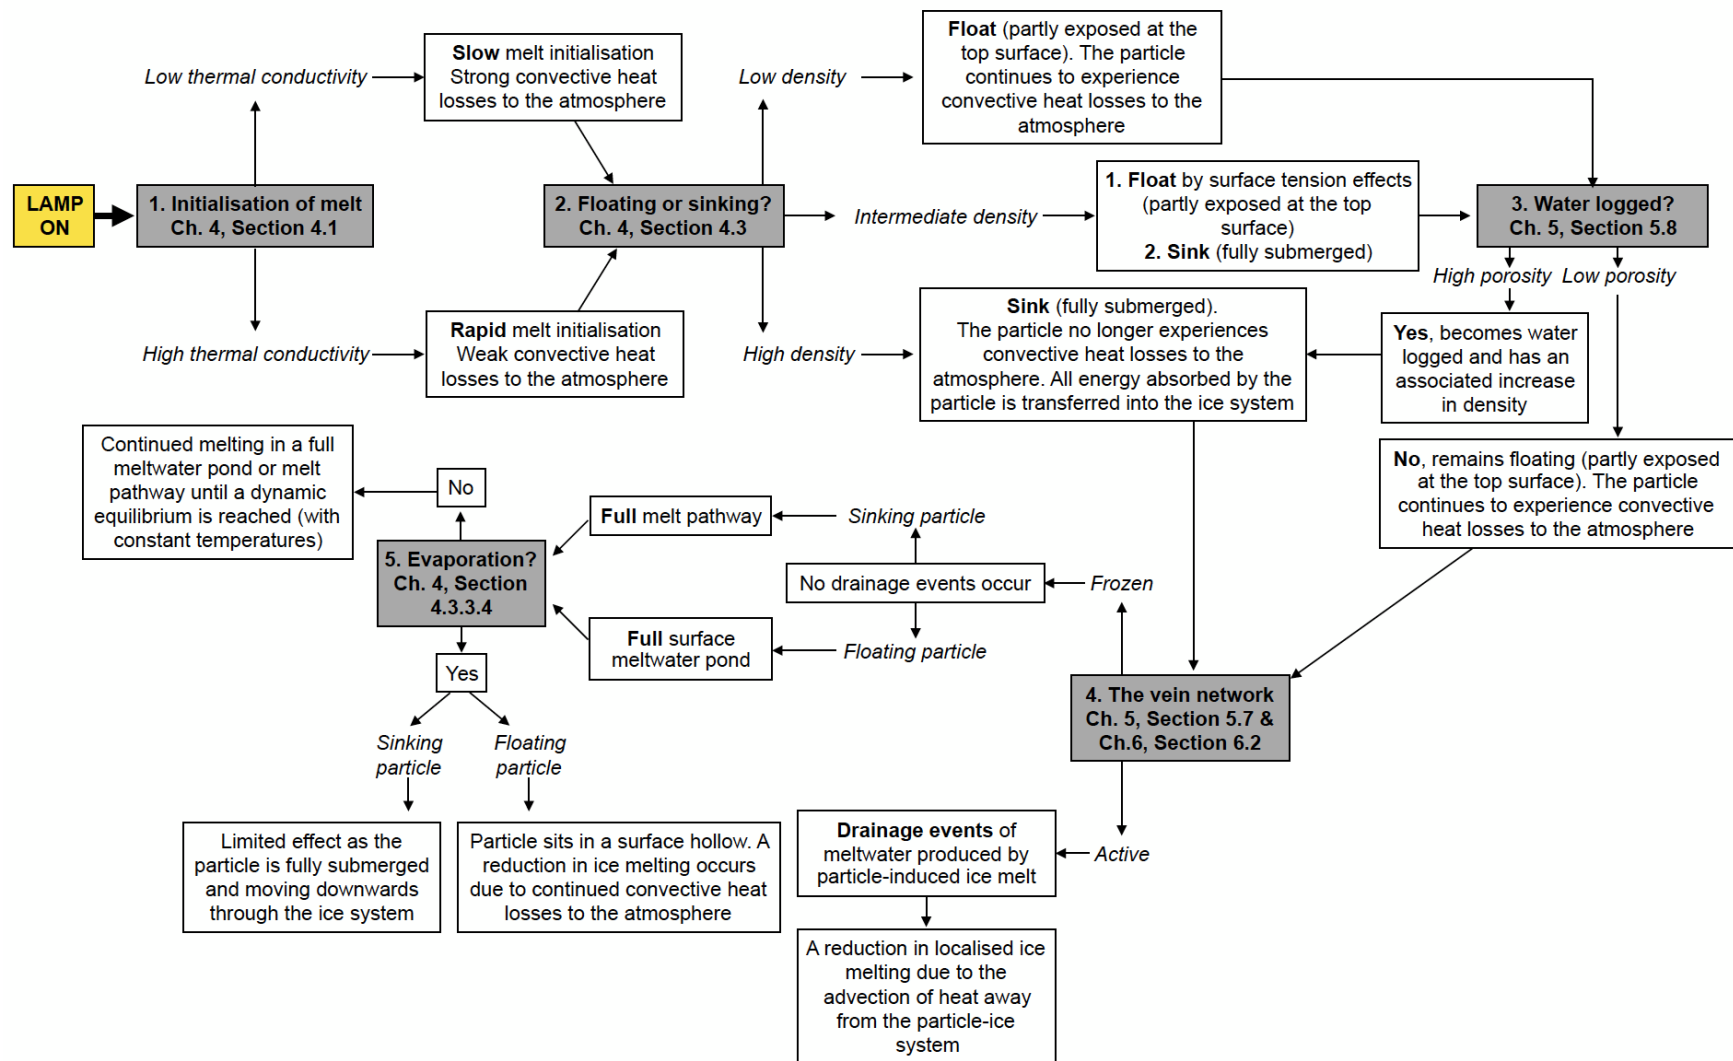 LAMP
ON
1. Initialisation of melt
Ch. 4, Section 4.1
Low thermal conductivity
High thermal conductivity
Slow melt initialisation
Strong convective heat
losses to the atmosphere
Rapid melt initialisation
Weak convective heat
losses to the atmosphere
2. Floating or sinking?
Ch. 4, Section 4.3
Low density
Intermediate density
High density
Float (partly exposed at the
top surface). The particle
continues to experience
convective heat losses to the
atmosphere
1. Float by surface tension effects
(partly exposed at the top
surface)
2. Sink (fully submerged)
Sink (fully submerged).
The particle no longer experiences
convective heat losses to the
atmosphere. All energy absorbed by the
particle is transferred into the ice system
3. Water logged?
Ch. 5, Section 5.8
High porosity
Low porosity
Yes, becomes water
logged and has an
associated increase
in density
No, remains floating (partly exposed
at the top surface). The particle
continues to experience convective
heat losses to the atmosphere
4. The vein network
Ch. 5, Section 5.7 &
Ch.6, Section 6.2
Frozen
No drainage events occur
Sinking particle
Floating particle
Full melt pathway
Full surface
meltwater pond
Active
Drainage events of
meltwater produced by
particle-induced ice melt
A reduction in localised ice
melting due to the
advection of heat away
from the particle-ice
system
5. Evaporation?
Ch. 4, Section
4.3.3.4
No
Continued melting in a full
meltwater pond or melt
pathway until a dynamic
equilibrium is reached (with
constant temperatures)
Yes
Sinking
particle
Floating
particle
Limited effect as the
particle is fully submerged
and moving downwards
through the ice system
Particle sits in a surface hollow. A
reduction in ice melting occurs
due to continued convective heat
losses to the atmosphere